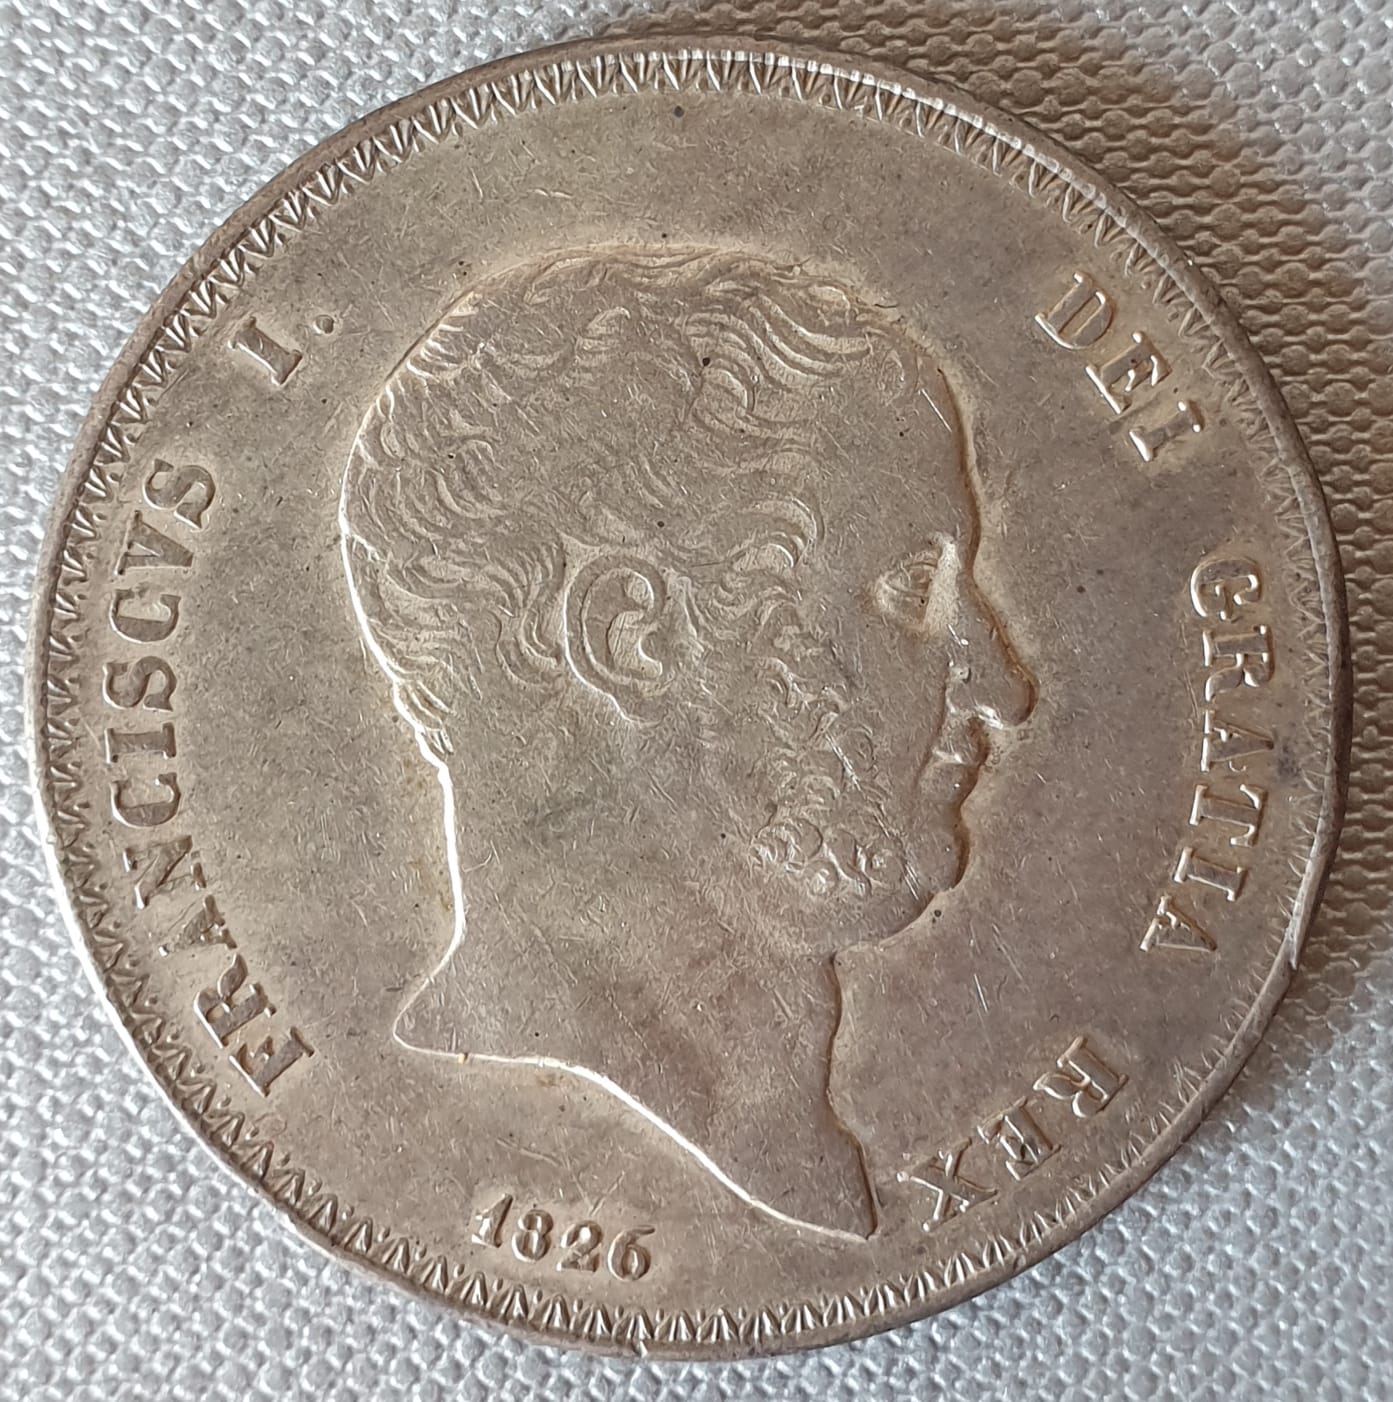 FRANCISCVS I. DEI GRATIA REX
1826